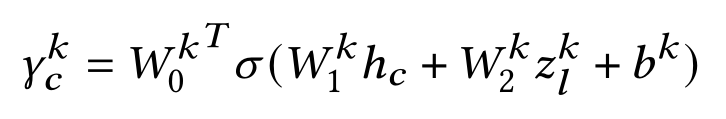 γ_c^k = W_0^{k^T} σ(W_1^k h_c + W_2^k z_l^k + b^k)